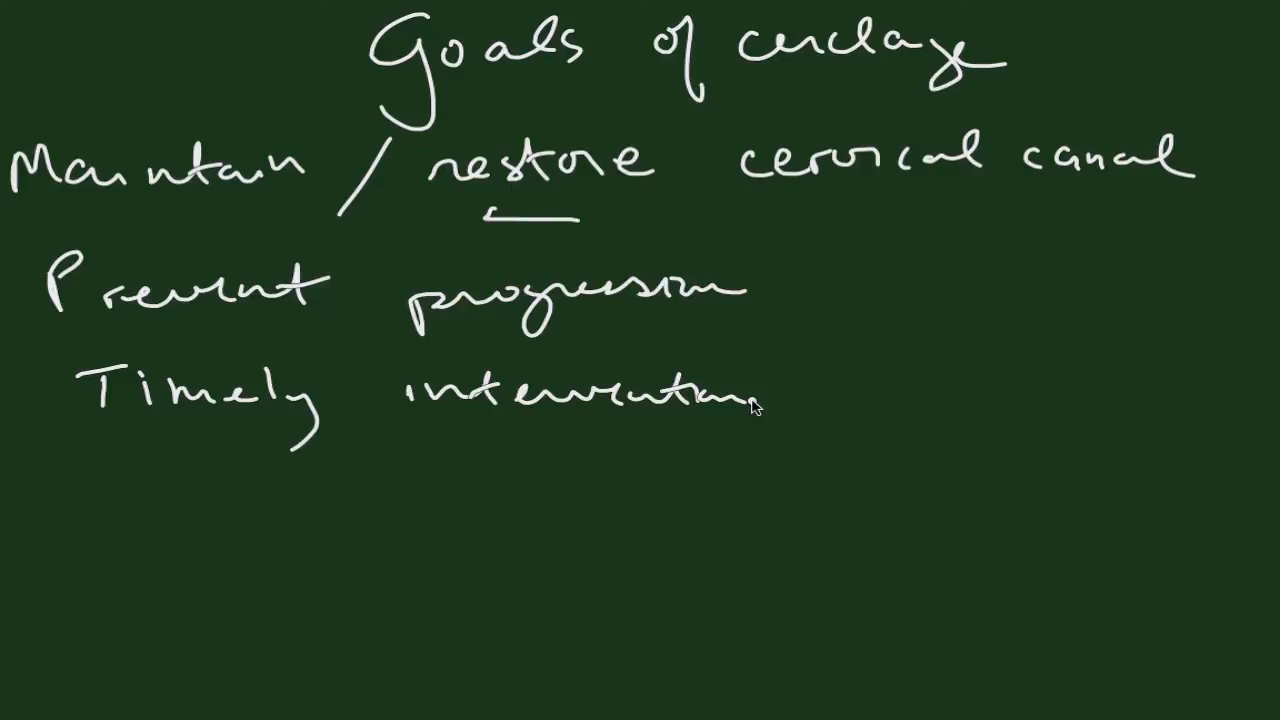 Goals of cerclage
Maintain / restore cervical canal
Prevent progression
Timely intervention